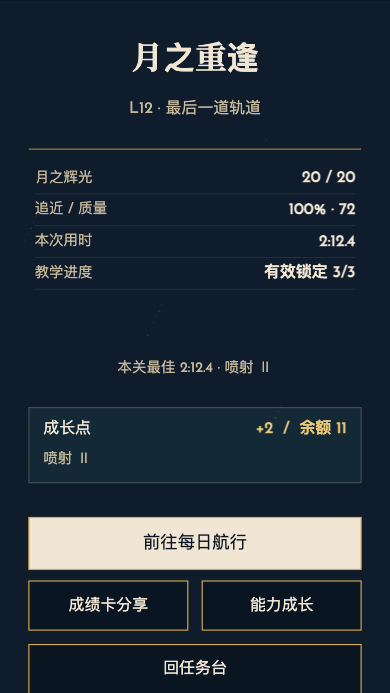 月之重逢
L12 · 最后一道轨道
月之辉光 20 / 20
追近 / 质量 100% · 72
本次用时 2:12.4
教学进度 有效锁定 3/3
本关最佳 2:12.4 · 喷射 II
成长点 +2 / 余额 11
喷射 II
前往每日航行
成绩卡分享 能力成长
回任务台